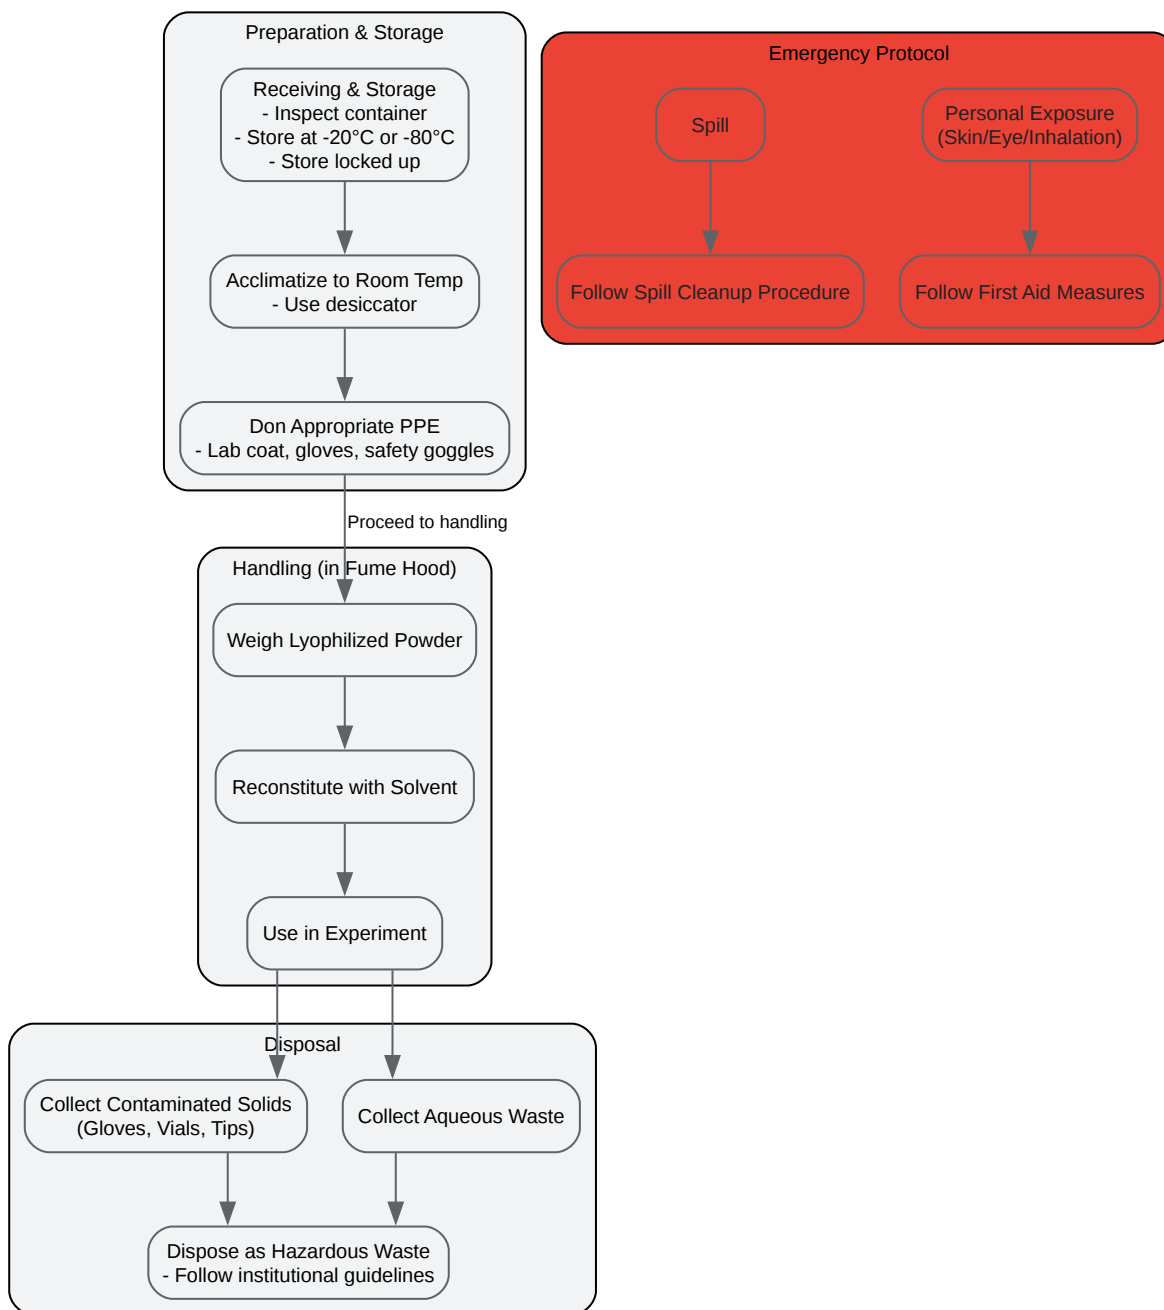 Preparation & Storage
Receiving & Storage
- Inspect container
- Store at -20°C or -80°C
- Store locked up
Acclimatize to Room Temp
- Use desiccator
Don Appropriate PPE
- Lab coat, gloves, safety goggles
Proceed to handling
Emergency Protocol
Spill
Follow Spill Cleanup Procedure
Personal Exposure
(Skin/Eye/Inhalation)
Follow First Aid Measures
Handling (in Fume Hood)
Weigh Lyophilized Powder
Reconstitute with Solvent
Use in Experiment
Disposal
Collect Contaminated Solids
(Gloves, Vials, Tips)
Collect Aqueous Waste
Dispose as Hazardous Waste
- Follow institutional guidelines